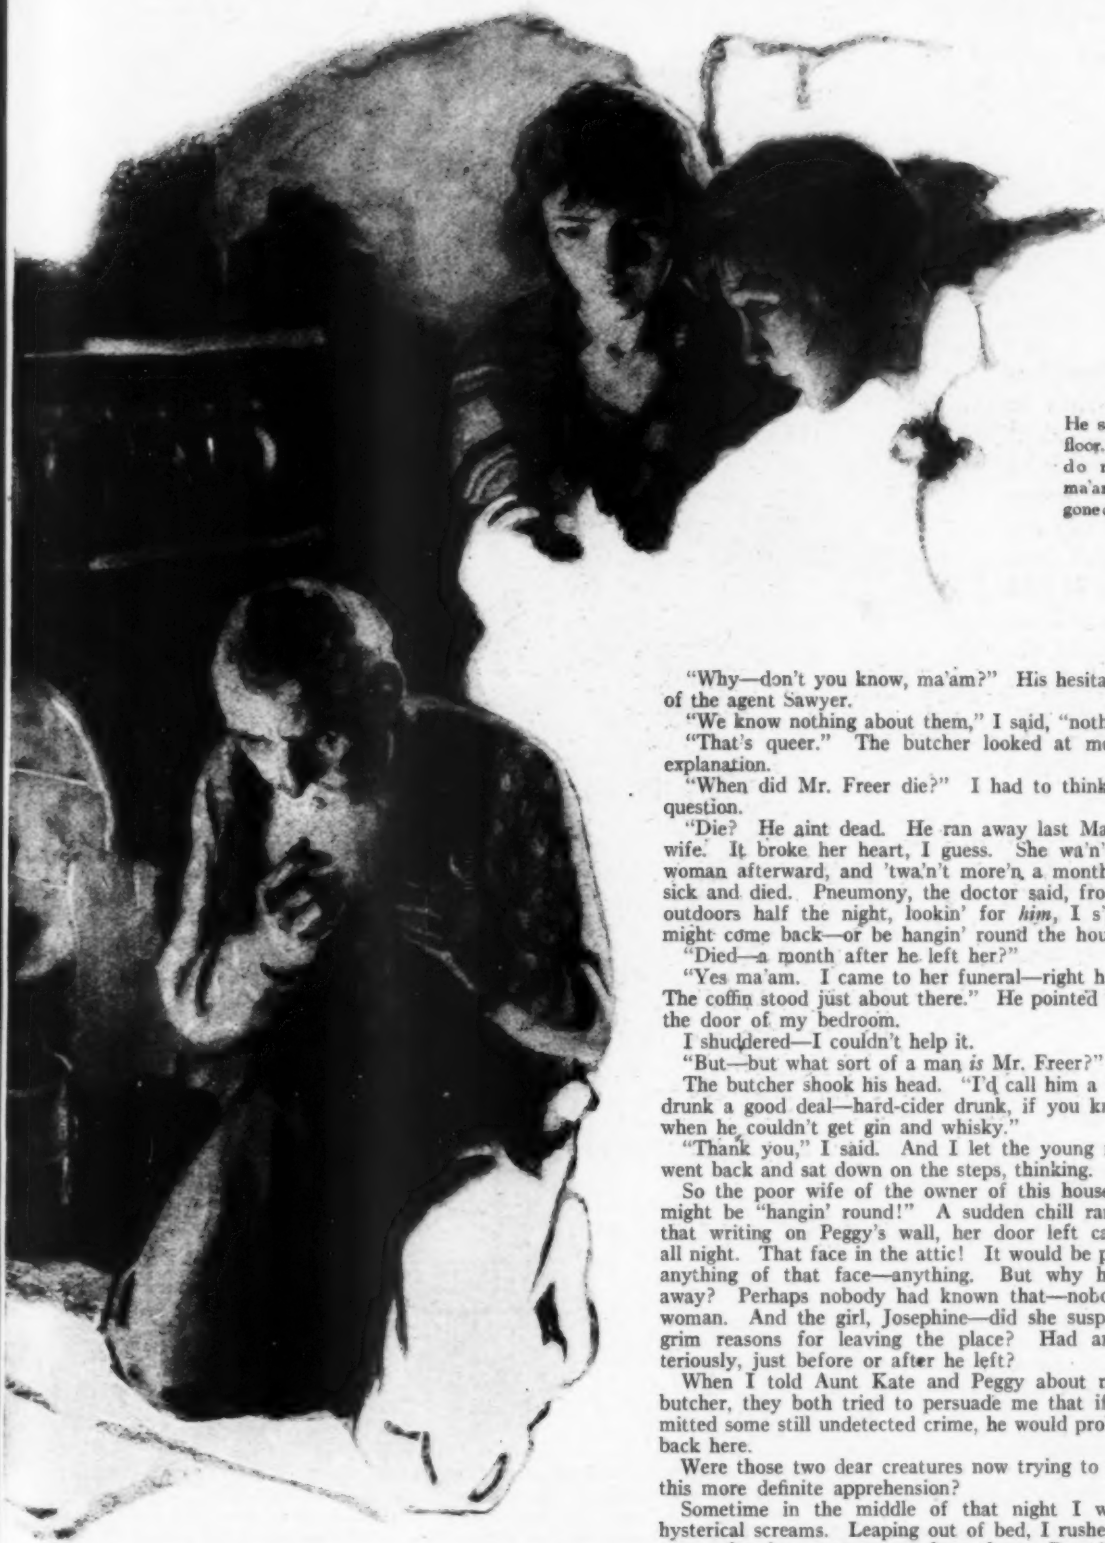 He s
floor.
do
ma'am
gone
"Why—don't you know, ma'am?" His hesita
of the agent Sawyer.
"We know nothing about them," I said, "noth
"That's queer." The butcher looked at me
explanation.
"When did Mr. Freer die?" I had to think
question.
"Die? He aint dead. He ran away last Ma
wife. It broke her heart, I guess. She wa'n'
woman afterward, and 'twa'n't more'n a month
sick and died. Pneumony, the doctor said, fro
outdoors half the night, lookin' for him, I s'
might come back—or be hangin' round the hou
"Died—a month after he left her?"
"Yes ma'am. I came to her funeral—right h
The coffin stood just about there." He pointed
the door of my bedroom.
I shuddered—I couldn't help it.
"But—but what sort of a man is Mr. Freer?"
The butcher shook his head. "I'd call him a
drunk a good deal—hard-cider drunk, if you kn
when he couldn't get gin and whisky."
"Thank you," I said. And I let the young
went back and sat down on the steps, thinking.
So the poor wife of the owner of this house
might be "hangin' round!" A sudden chill ra
that writing on Peggy's wall, her door left ca
all night. That face in the attic! It would be p
anything of that face—anything. But why h
away? Perhaps nobody had known that—nobo
woman. And the girl, Josephine—did she susp
grim reasons for leaving the place? Had a
teriously, just before or after he left?
When I told Aunt Kate and Peggy about
butcher, they both tried to persuade me that if
mitted some still undetected crime, he would pro
back here.
Were those two dear creatures now trying to
this more definite apprehension?
Sometime in the middle of that night I w
hysterical screams. Leaping out of bed, I rushe